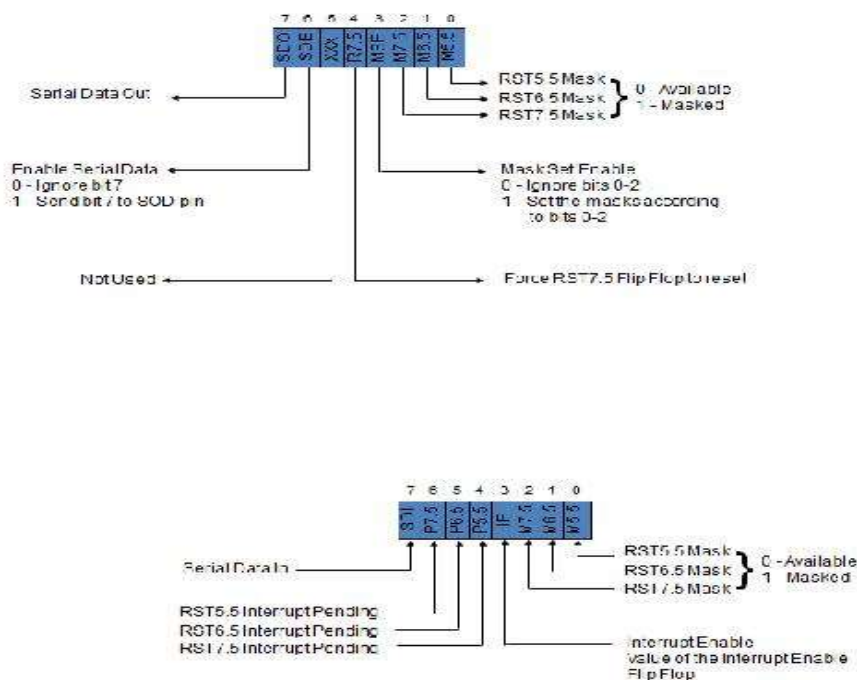 7 6 5 4 3 2 1 0
SDO SDE XXX R7.5 MSE M7.5 M6.5 M5.5
Serial Data Out
RST5.5 Mask
RST6.5 Mask
RST7.5 Mask
0 - Available
1 - Masked
Enable Serial Data
0 - Ignore bit 7
1 - Send bit 7 to SOD pin
Mask Set Enable
0 - Ignore bits 0-2
1 - Set the masks according
to bits 0-2
Not Used
Force RST7.5 Flip Flop to reset
7 6 5 4 3 2 1 0
SDI P7.5 P6.5 P5.5 IE M7.5 M6.5 M5.5
Serial Data In
RST5.5 Mask
RST6.5 Mask
RST7.5 Mask
0 - Available
1 - Masked
RST5.5 Interrupt Pending
RST6.5 Interrupt Pending
RST7.5 Interrupt Pending
Interrupt Enable
Value of the Interrupt Enable
Flip Flop